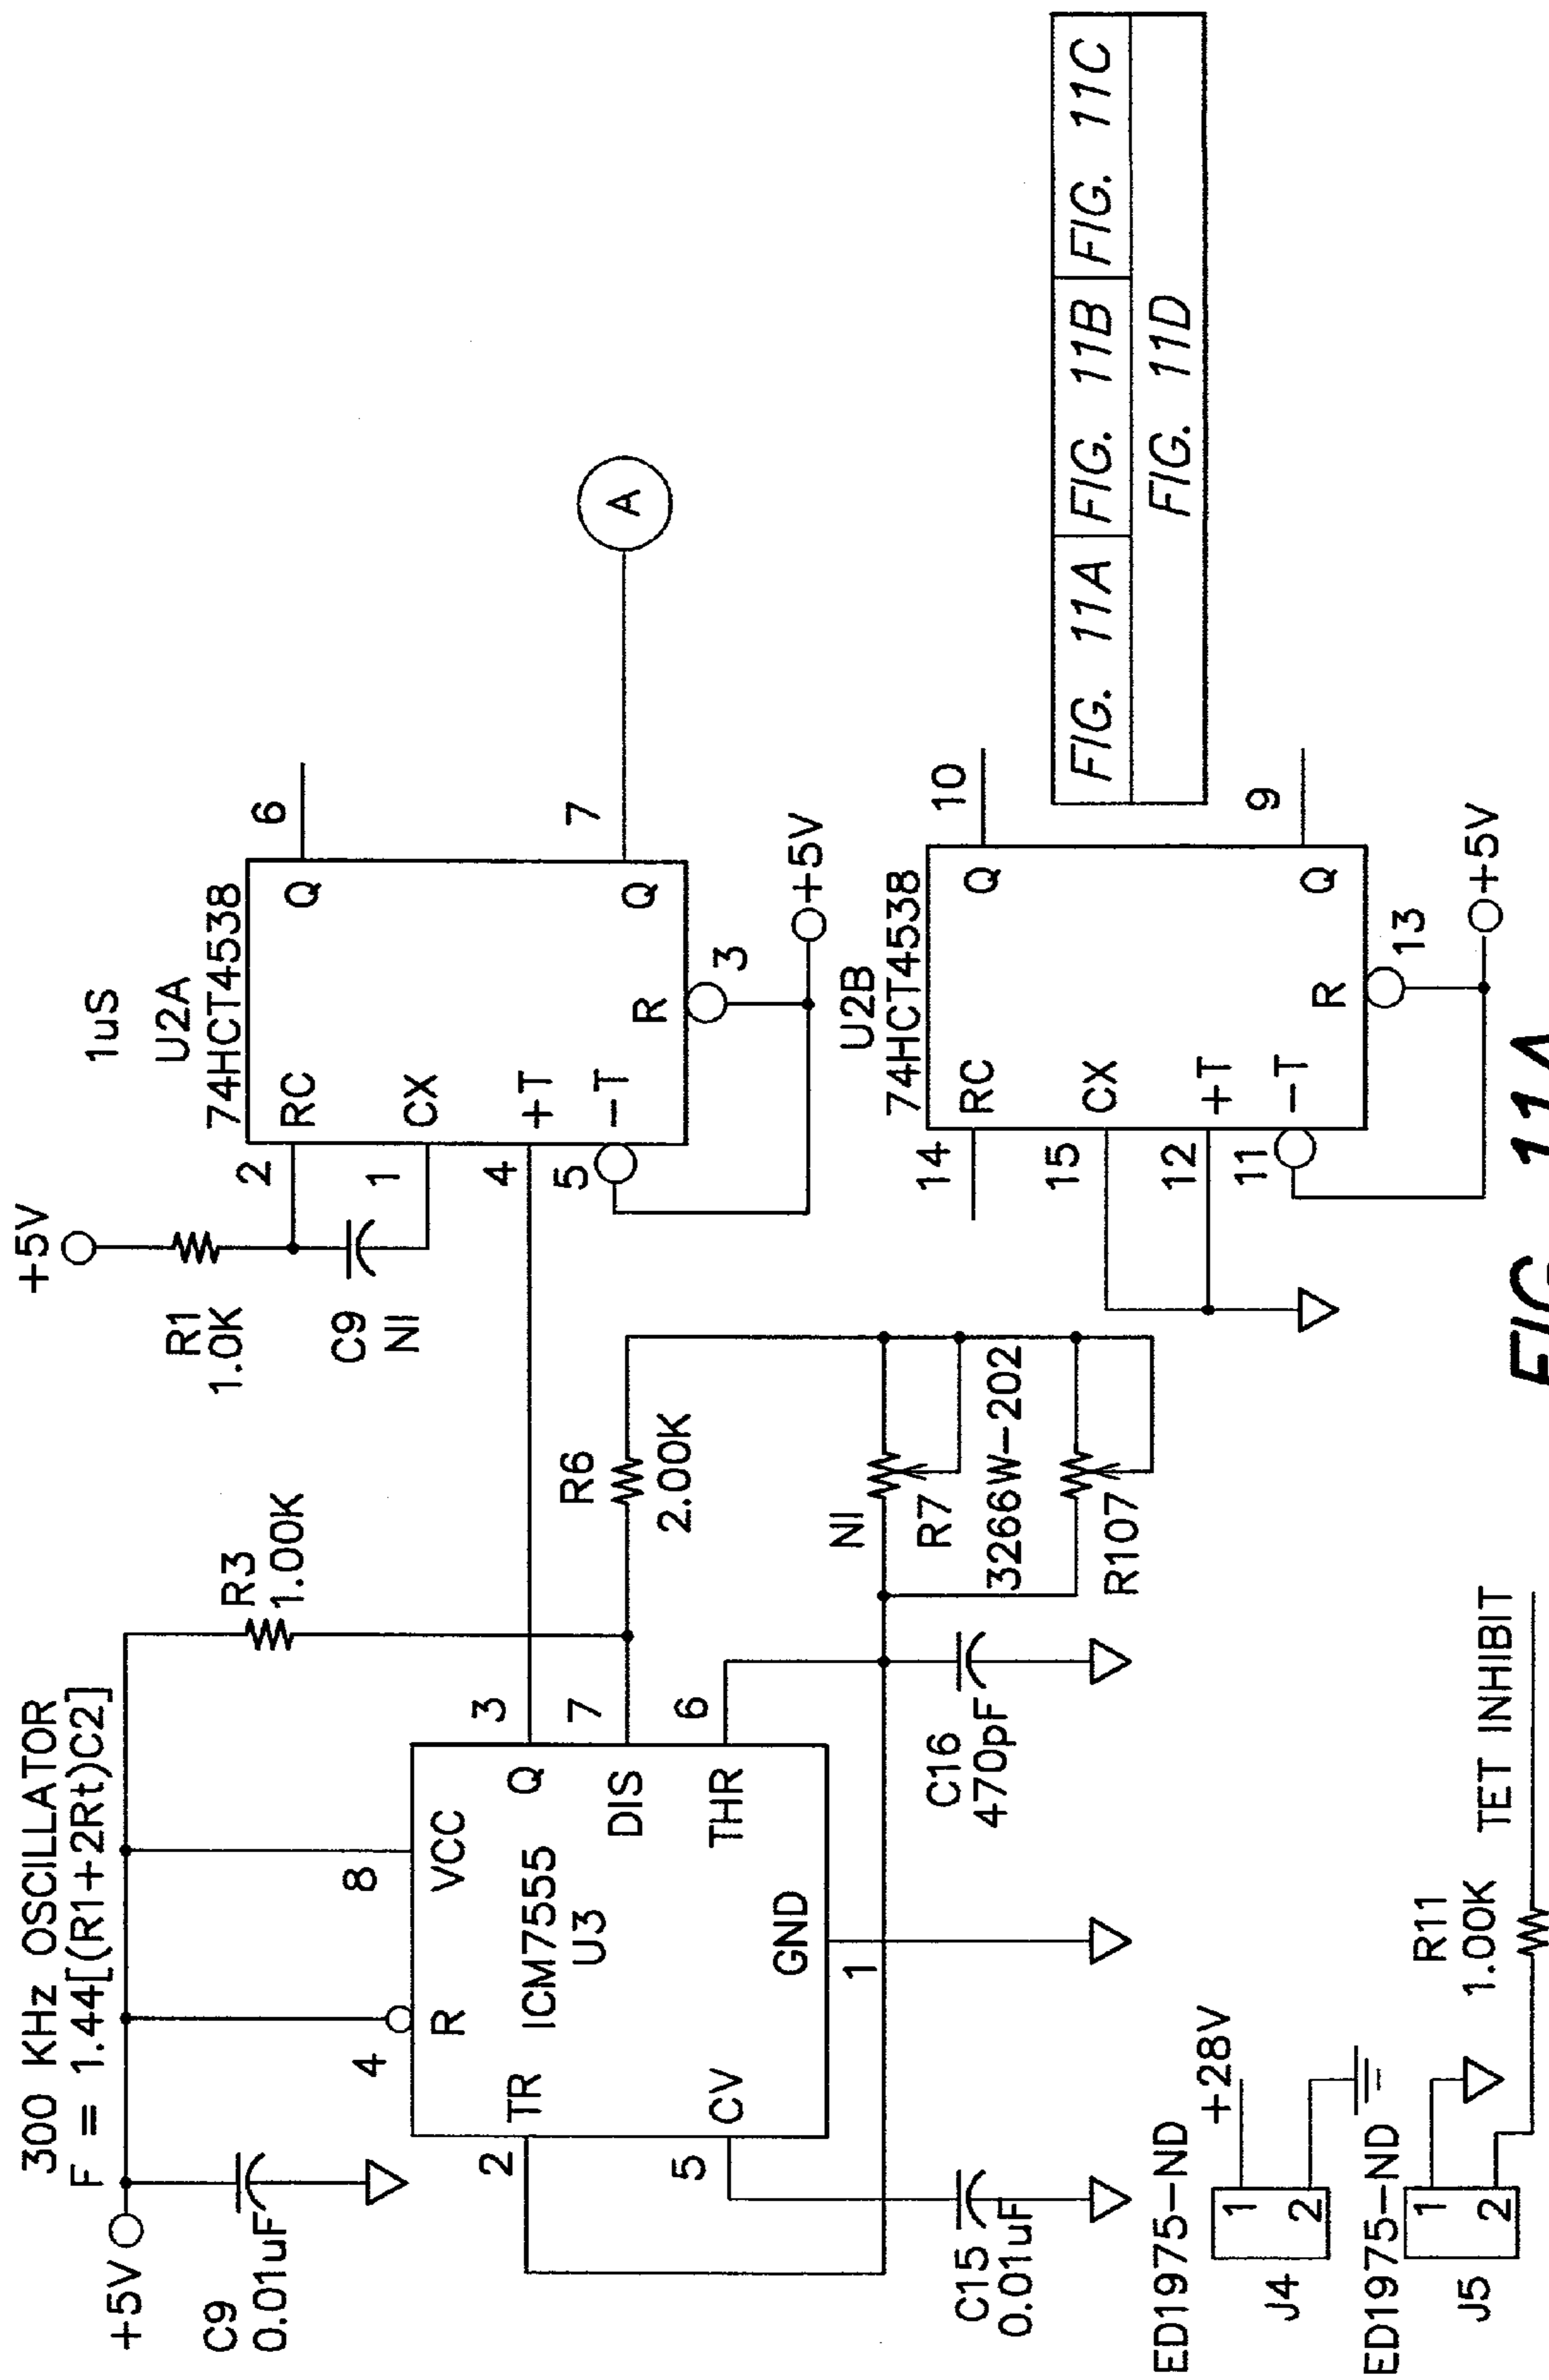 300 KHz OSCILLATOR
F = 1.44[(R1+2Rt)C2]
+5V
C9
0.01uF
R3
1.00K
4
8
R
VCC
TR
2
ICM7555
U3
Q
3
DIS
7
THR
6
CV
5
GND
1
R6
2.00K
NI
R7
3266W-202
R107
C16
470pF
C15
0.01uF
+5V
R1
1.0K
C9
NI
1uS
U2A
74HCT4538
2
RC
1
CX
4
+T
5
-T
R
3
Q
6
Q
7
+5V
A
U2B
74HCT4538
14
RC
15
CX
12
+T
11
-T
R
13
Q
10
Q
9
+5V
ED1975-ND
1
2
J4
+28V
ED1975-ND
1
2
J5
R11
1.00K
TET INHIBIT
FIG. 11A
FIG. 11B
FIG. 11C
FIG. 11D
FIG. 11A